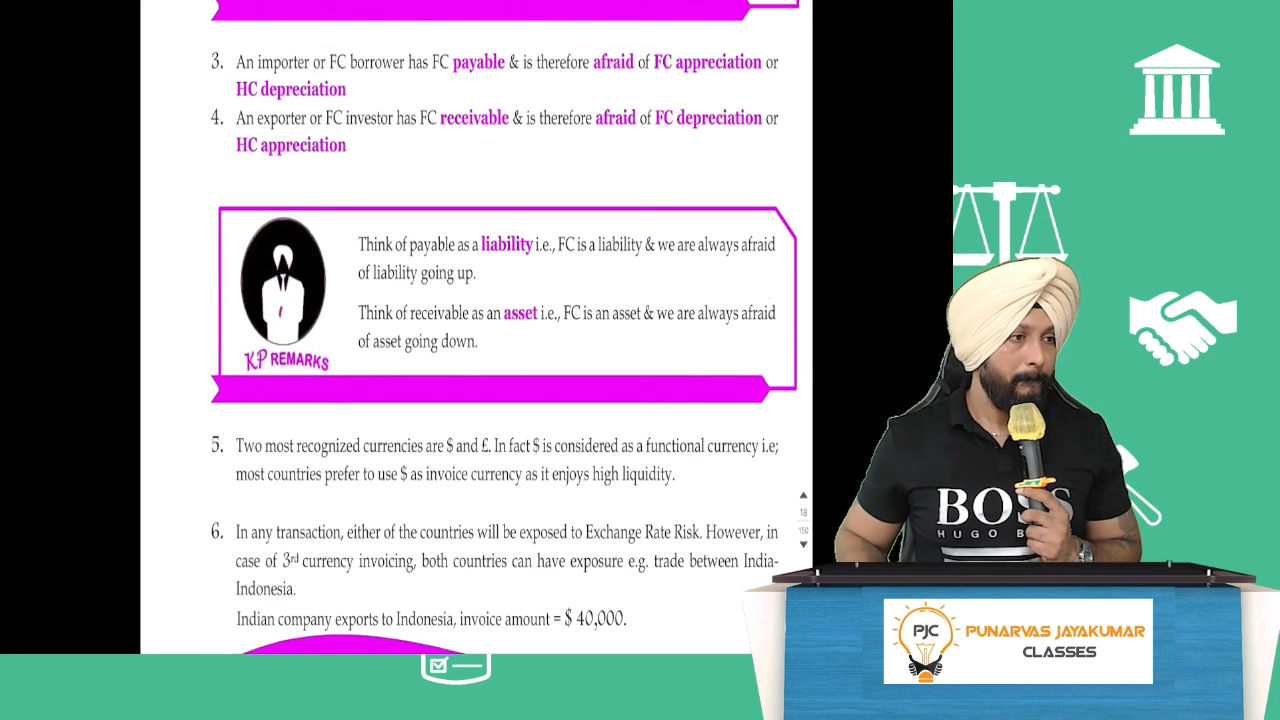 3. An importer or FC borrower has FC payable & is therefore afraid of FC appreciation or
HC depreciation
4. An exporter or FC investor has FC receivable & is therefore afraid of FC depreciation or
HC appreciation
Think of payable as a liability i.e., FC is a liability & we are always afraid
of liability going up.
Think of receivable as an asset i.e., FC is an asset & we are always afraid
of asset going down.
KP REMARKS
5. Two most recognized currencies are $ and £. In fact $ is considered as a functional currency i.e;
most countries prefer to use $ as invoice currency as it enjoys high liquidity.
6. In any transaction, either of the countries will be exposed to Exchange Rate Risk. However, in
case of 3rd currency invoicing, both countries can have exposure e.g. trade between India-
Indonesia.
Indian company exports to Indonesia, invoice amount = $ 40,000.
18
150
BOSS
HUGO B
PJC
PUNARVAS JAYAKUMAR
CLASSES